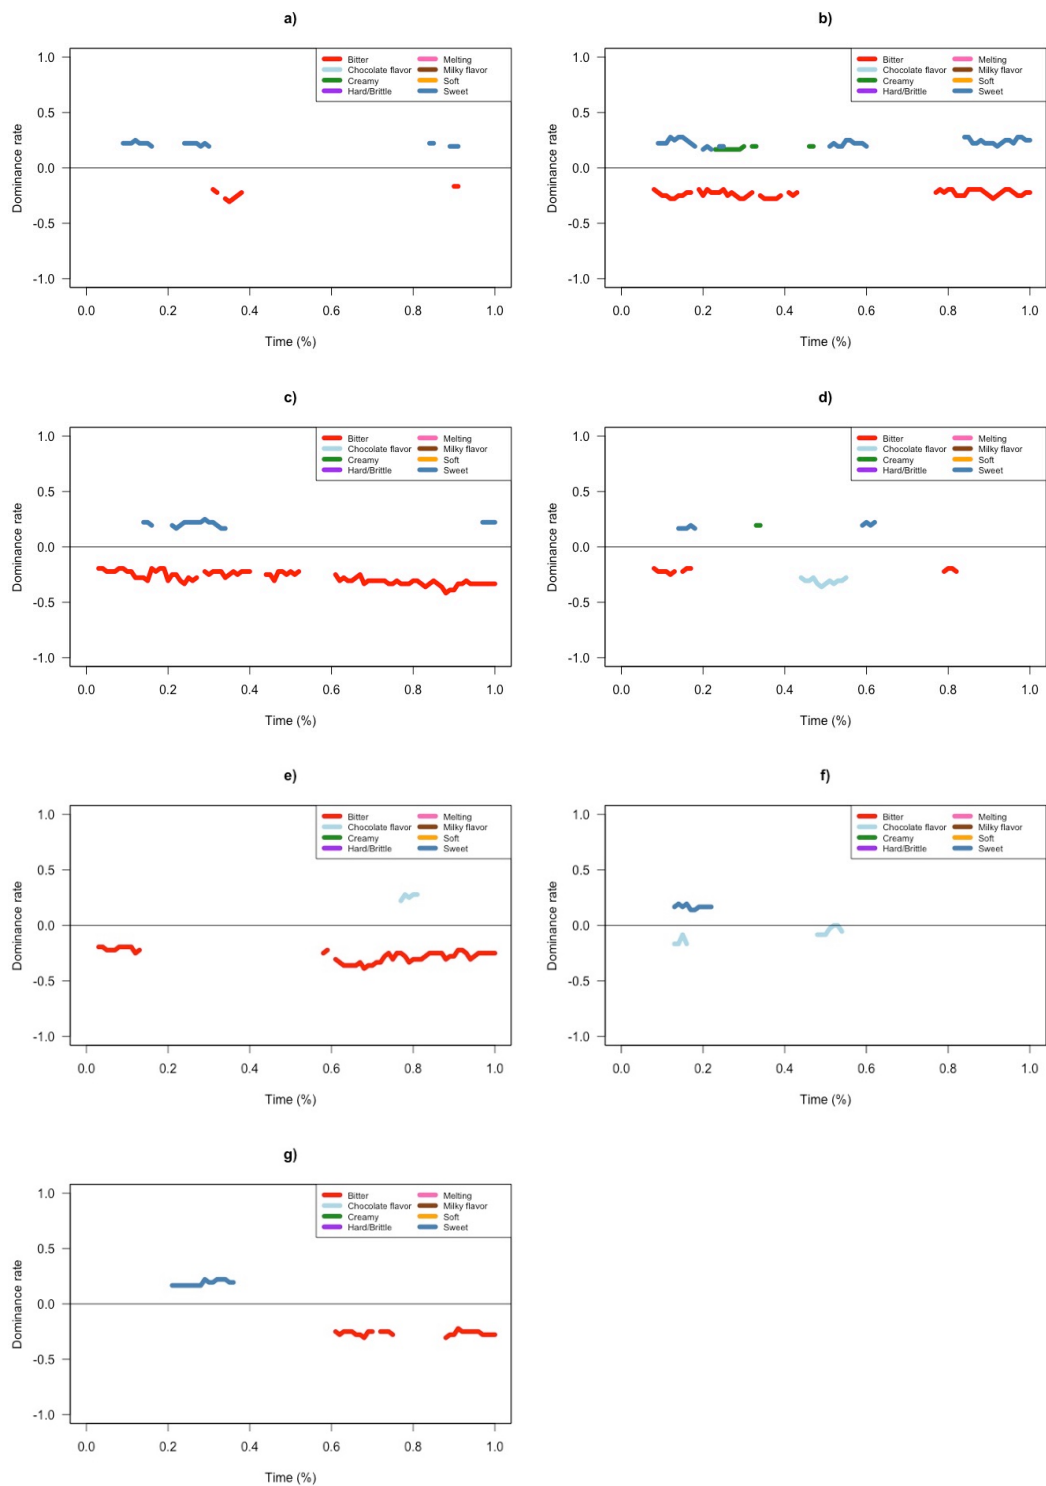 a)
b)
1.0
0.5
0.0
-0.5
-1.0
Dominance rate
Bitter
Chocolate flavor
Creamy
Hard/Brittle
Melting
Milky flavor
Soft
Sweet
0.0 0.2 0.4 0.6 0.8 1.0
Time (%)
1.0
0.5
0.0
-0.5
-1.0
Dominance rate
Bitter
Chocolate flavor
Creamy
Hard/Brittle
Melting
Milky flavor
Soft
Sweet
0.0 0.2 0.4 0.6 0.8 1.0
Time (%)
c)
d)
1.0
0.5
0.0
-0.5
-1.0
Dominance rate
Bitter
Chocolate flavor
Creamy
Hard/Brittle
Melting
Milky flavor
Soft
Sweet
0.0 0.2 0.4 0.6 0.8 1.0
Time (%)
1.0
0.5
0.0
-0.5
-1.0
Dominance rate
Bitter
Chocolate flavor
Creamy
Hard/Brittle
Melting
Milky flavor
Soft
Sweet
0.0 0.2 0.4 0.6 0.8 1.0
Time (%)
e)
f)
1.0
0.5
0.0
-0.5
-1.0
Dominance rate
Bitter
Chocolate flavor
Creamy
Hard/Brittle
Melting
Milky flavor
Soft
Sweet
0.0 0.2 0.4 0.6 0.8 1.0
Time (%)
1.0
0.5
0.0
-0.5
-1.0
Dominance rate
Bitter
Chocolate flavor
Creamy
Hard/Brittle
Melting
Milky flavor
Soft
Sweet
0.0 0.2 0.4 0.6 0.8 1.0
Time (%)
g)
1.0
0.5
0.0
-0.5
-1.0
Dominance rate
Bitter
Chocolate flavor
Creamy
Hard/Brittle
Melting
Milky flavor
Soft
Sweet
0.0 0.2 0.4 0.6 0.8 1.0
Time (%)